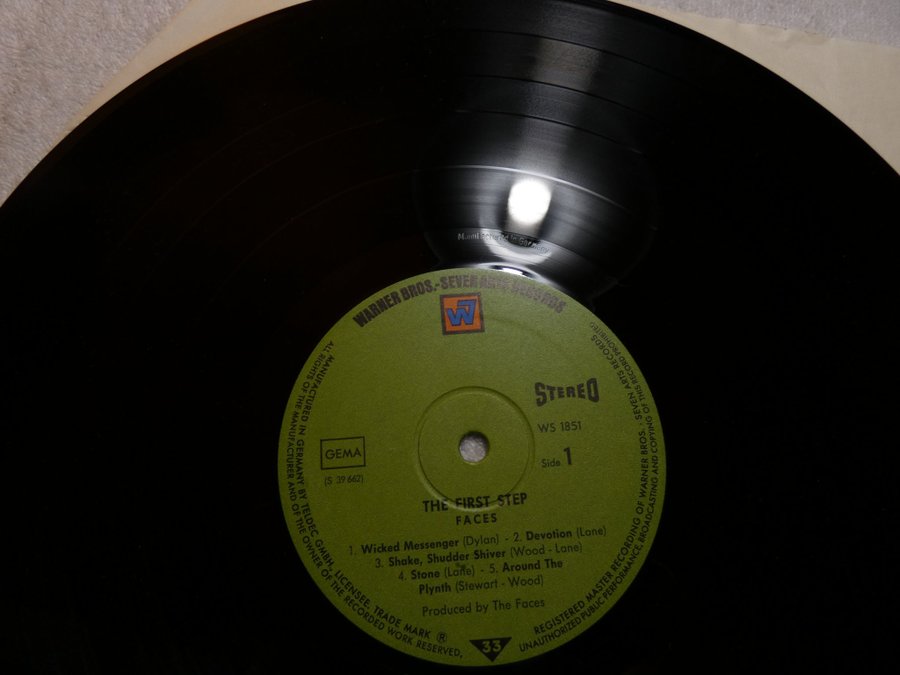 Manufactured in Germany
WARNER BROS.-SEVEN ARTS RECORDS
W7
STEREO
WS 1851
Side 1
GEMA
(S 39 662)
THE FIRST STEP
FACES
1. Wicked Messenger (Dylan) - 2. Devotion (Lane)
3. Shake, Shudder Shiver (Wood - Lane)
4. Stone (Lane) - 5. Around The
Plynth (Stewart - Wood)
Produced by The Faces
33
MANUFACTURED IN GERMANY BY TELDEC GMBH, LICENSEE, TRADE MARK ®
ALL RIGHTS OF THE MANUFACTURER AND OF THE OWNER OF THE RECORDED WORK RESERVED,
REGISTERED MASTER RECORDING OF WARNER BROS. - SEVEN ARTS RECORDS
UNAUTHORIZED PUBLIC PERFORMANCE, BROADCASTING AND COPYING OF THIS RECORD PROHIBITED